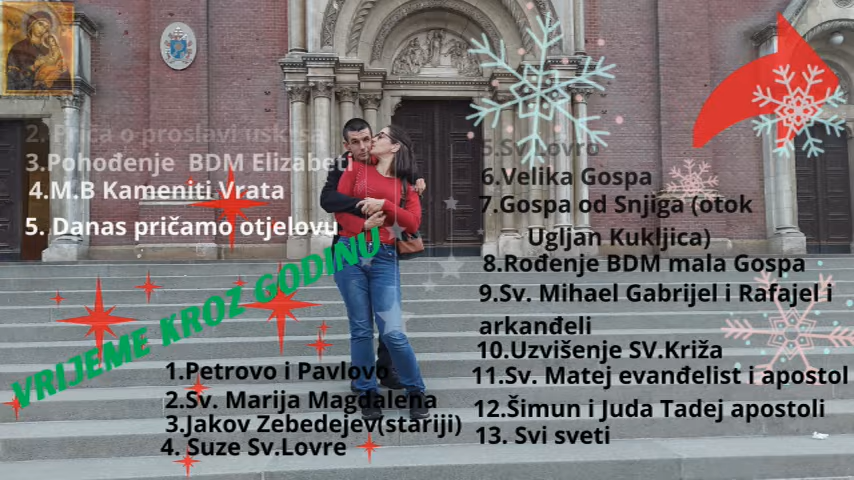 2. Priča o proslavi uskrsa
3.Pohođenje BDM Elizabeti
4.M.B Kameniti Vrata
5. Danas pričamo otjelovu
VRIJEME KROZ GODINU
1.Petrovo i Pavlovo
2.Sv. Marija Magdalena
3.Jakov Zebedejev(stariji)
4. Suze Sv.Lovre
5.Sv.Lovro
6.Velika Gospa
7.Gospa od Snjiga (otok
Ugljan Kukljica)
8.Rođenje BDM mala Gospa
9.Sv. Mihael Gabrijel i Rafajel i
arkanđeli
10.Uzvišenje SV.Križa
11.Sv. Matej evanđelist i apostol
12.Šimun i Juda Tadej apostoli
13. Svi sveti